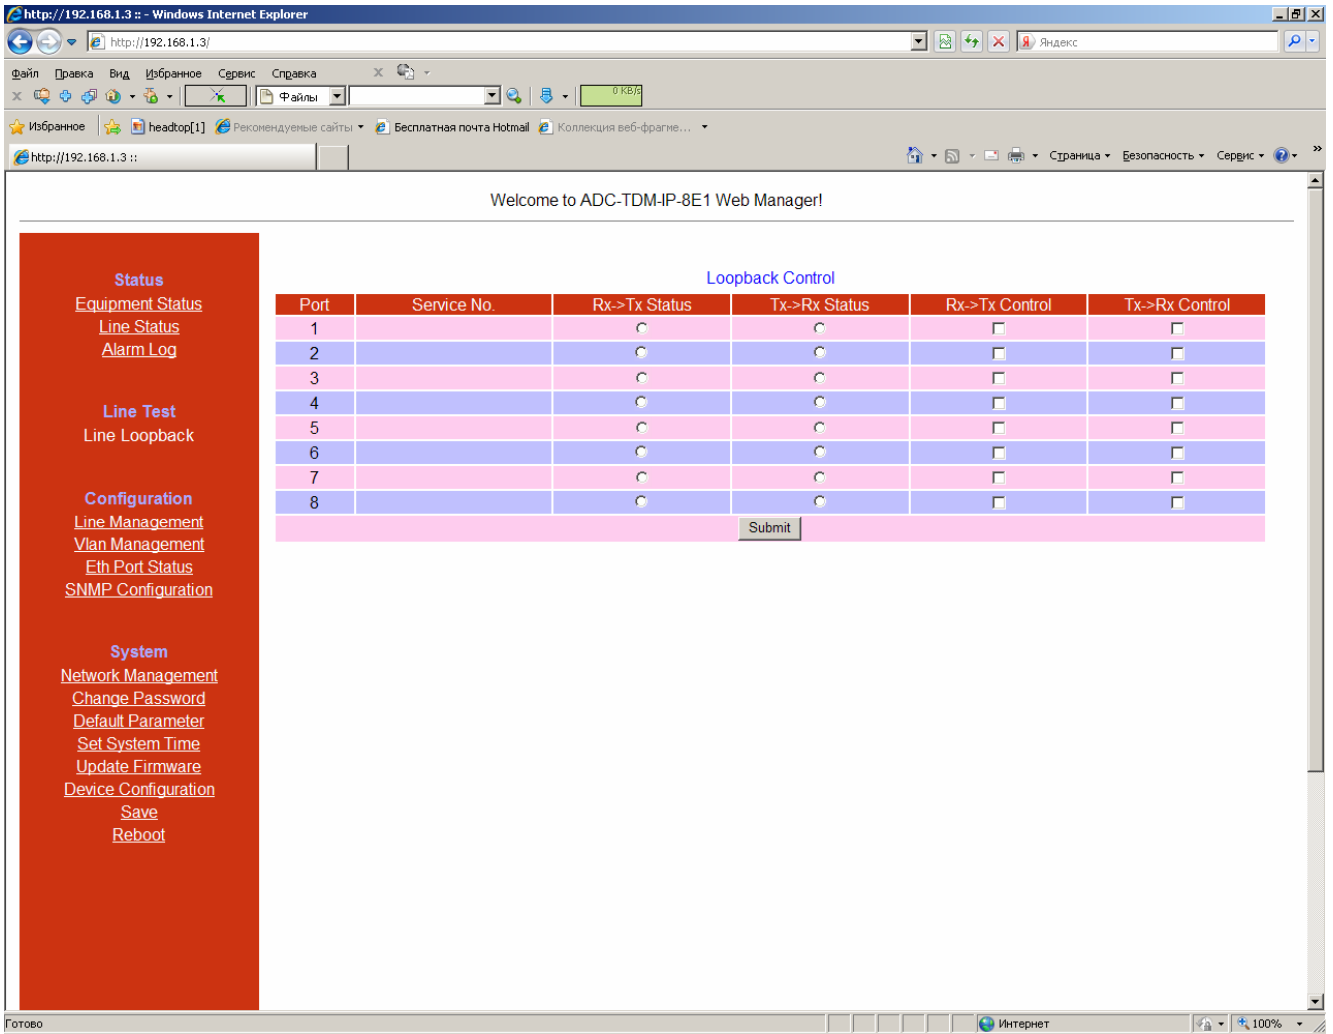 http://192.168.1.3 :: - Windows Internet Explorer
http://192.168.1.3/
Яндекс
Файл Правка Вид Избранное Сервис Справка
Файлы 0 KB/s
Избранное headtop[1] Рекомендуемые сайты Бесплатная почта Hotmail Коллекция веб-фрагме...
http://192.168.1.3 :: Страница Безопасность Сервис »
Welcome to ADC-TDM-IP-8E1 Web Manager!
Status
Equipment Status
Line Status
Alarm Log
Line Test
Line Loopback
Configuration
Line Management
Vlan Management
Eth Port Status
SNMP Configuration
System
Network Management
Change Password
Default Parameter
Set System Time
Update Firmware
Device Configuration
Save
Reboot
Loopback Control
Port Service No. Rx->Tx Status Tx->Rx Status Rx->Tx Control Tx->Rx Control
1
2
3
4
5
6
7
8
Submit
Готово Интернет 100%